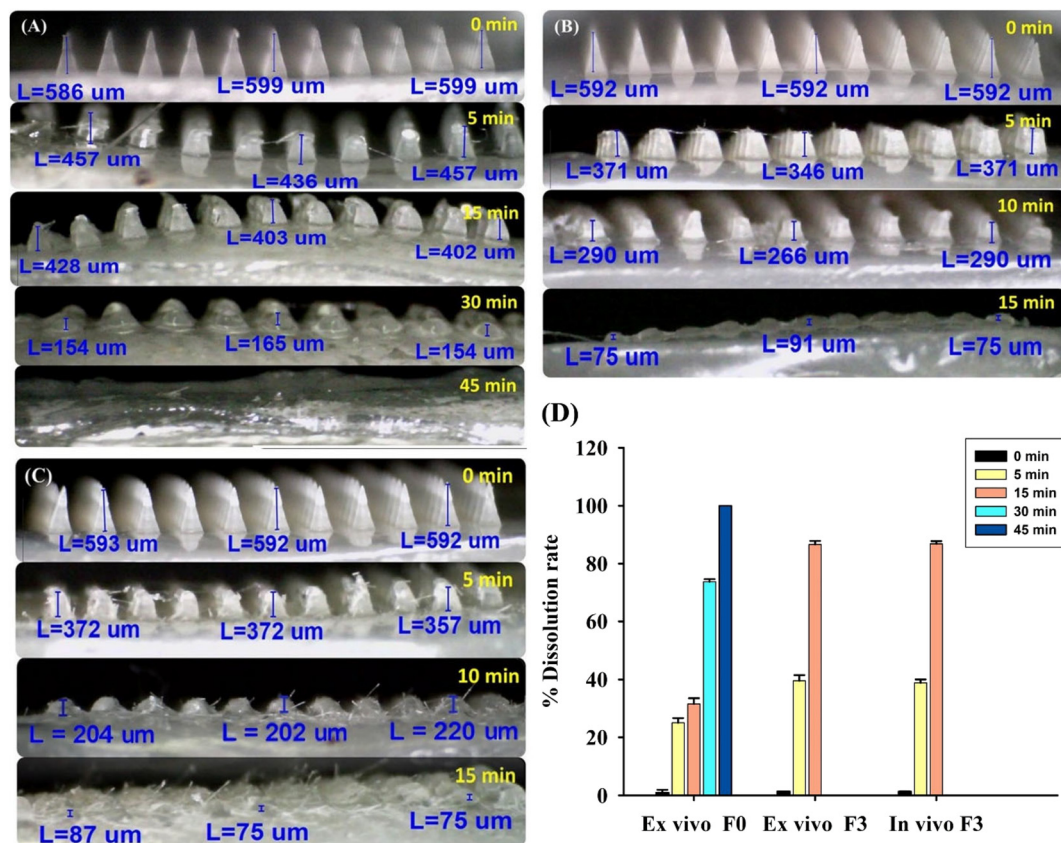 (A)
0 min
L=586 um L=599 um L=599 um
5 min
L=457 um L=436 um L=457 um
15 min
L=428 um L=403 um L=402 um
30 min
L=154 um L=165 um L=154 um
45 min
(B)
0 min
L=592 um L=592 um L=592 um
5 min
L=371 um L=346 um L=371 um
10 min
L=290 um L=266 um L=290 um
15 min
L=75 um L=91 um L=75 um
(C)
0 min
L=593 um L=592 um L=592 um
5 min
L=372 um L=372 um L=357 um
10 min
L = 204 um L = 202 um L = 220 um
15 min
L=87 um L=75 um L=75 um
(D)
% Dissolution rate
120
100
80
60
40
20
0
0 min
5 min
15 min
30 min
45 min
Ex vivo F0 Ex vivo F3 In vivo F3